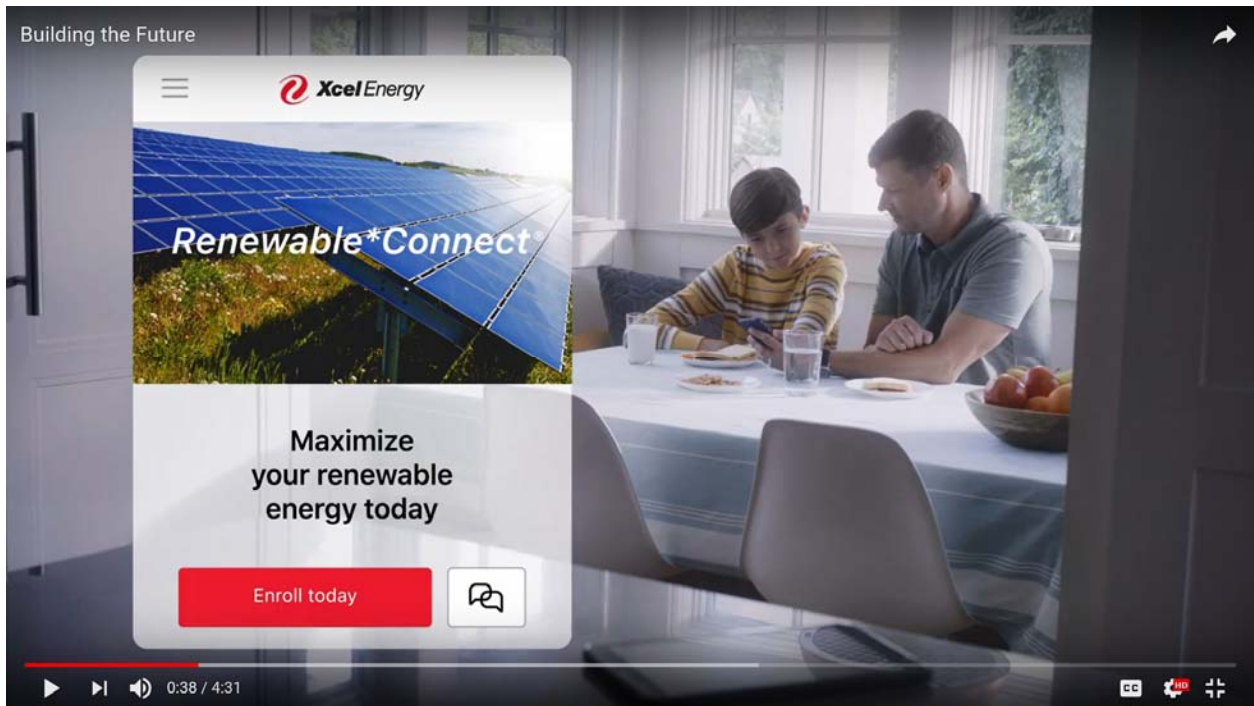 Building the Future
Xcel Energy
Renewable*Connect®
Maximize
your renewable
energy today
Enroll today
0:38 / 4:31
CC
HD